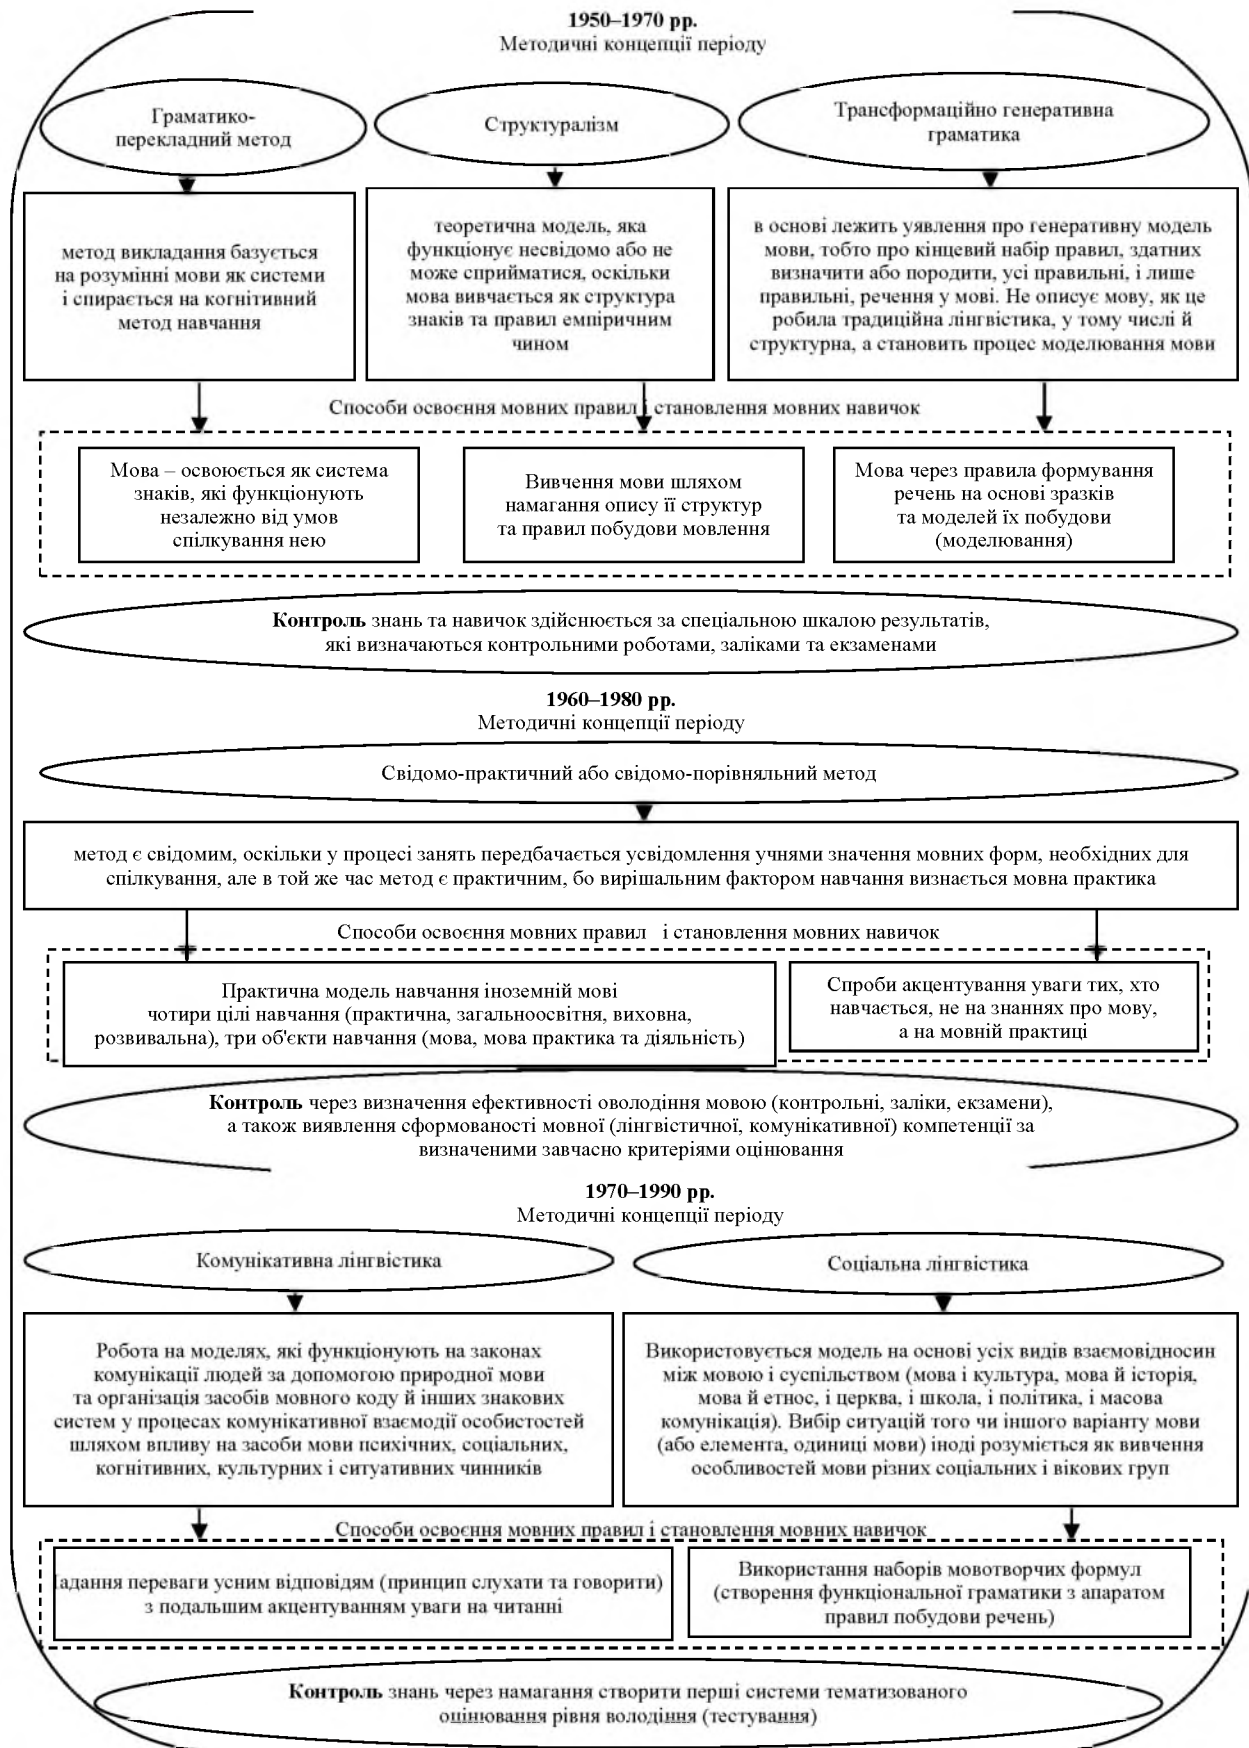 1950–1970 рр.
Методичні концепції періоду
Граматико-
перекладний метод
Структуралізм
Трансформаційно генеративна
граматика
метод викладання базується
на розумінні мови як системи
і спирається на когнітивний
метод навчання
теоретична модель, яка
функціонує несвідомо або не
може сприйматися, оскільки
мова вивчається як структура
знаків та правил емпіричним
чином
в основі лежить уявлення про генеративну модель
мови, тобто про кінцевий набір правил, здатних
визначити або породити, усі правильні, і лише
правильні, речення у мові. Не описує мову, як це
робила традиційна лінгвістика, у тому числі й
структурна, а становить процес моделювання мови
Способи освоєння мовних правил і становлення мовних навичок
Мова – освоюється як система
знаків, які функціонують
незалежно від умов
спілкування нею
Вивчення мови шляхом
намагання опису її структур
та правил побудови мовлення
Мова через правила формування
речень на основі зразків
та моделей їх побудови
(моделювання)
Контроль знань та навичок здійснюється за спеціальною шкалою результатів,
які визначаються контрольними роботами, заліками та екзаменами
1960–1980 рр.
Методичні концепції періоду
Свідомо-практичний або свідомо-порівняльний метод
метод є свідомим, оскільки у процесі занять передбачається усвідомлення учнями значення мовних форм, необхідних для
спілкування, але в той же час метод є практичним, бо вирішальним фактором навчання визнається мовна практика
Способи освоєння мовних правил і становлення мовних навичок
Практична модель навчання іноземній мові
чотири цілі навчання (практична, загальноосвітня, виховна,
розвивальна), три об'єкти навчання (мова, мова практика та діяльність)
Спроби акцентування уваги тих, хто
навчається, не на знаннях про мову,
а на мовній практиці
Контроль через визначення ефективності оволодіння мовою (контрольні, заліки, екзамени),
а також виявлення сформованості мовної (лінгвістичної, комунікативної) компетенції за
визначеними завчасно критеріями оцінювання
1970–1990 рр.
Методичні концепції періоду
Комунікативна лінгвістика
Соціальна лінгвістика
Робота на моделях, які функціонують на законах
комунікації людей за допомогою природної мови
та організація засобів мовного коду й інших знакових
систем у процесах комунікативної взаємодії особистостей
шляхом впливу на засоби мови психічних, соціальних,
когнітивних, культурних і ситуативних чинників
Використовується модель на основі усіх видів взаємовідносин
між мовою і суспільством (мова і культура, мова й історія,
мова й етнос, і церква, і школа, і політика, и масова
комунікація). Вибір ситуацій того чи іншого варіанту мови
(або елемента, одиниці мови) іноді розуміється як вивчення
особливостей мови різних соціальних і вікових груп
Способи освоєння мовних правил і становлення мовних навичок
Надання переваги усним відповідям (принцип слухати та говорити)
з подальшим акцентуванням уваги на читанні
Використання наборів мовотворчих формул
(створення функціональної граматики з апаратом
правил побудови речень)
Контроль знань через намагання створити перші системи тематизованого
оцінювання рівня володіння (тестування)